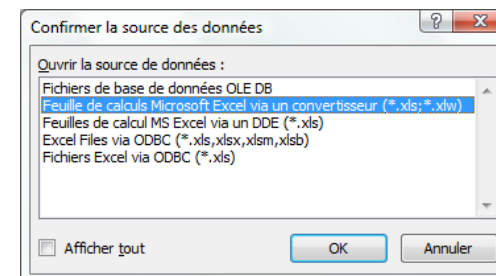 Confirmer la source des données
Ouvrir la source de données :
Fichiers de base de données OLE DB
Feuille de calculs Microsoft Excel via un convertisseur (*.xls;*.xlw)
Feuilles de calcul MS Excel via un DDE (*.xls)
Excel Files via ODBC (*.xls,xlsx,xlsm,xlsb)
Fichiers Excel via ODBC (*.xls)
Afficher tout
OK
Annuler